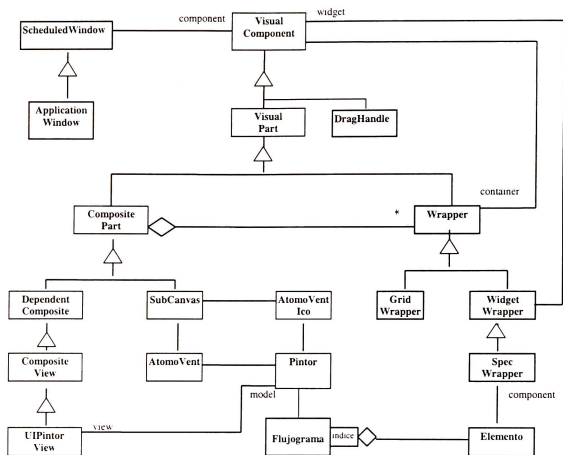 widget
component
Visual
Component
ScheduledWindow
Application
Window
Visual
Part
DragHandle
container
Composite
Part
*
Wrapper
Dependent
Composite
SubCanvas
AtomoVent
Ico
Grid
Wrapper
Widget
Wrapper
Composite
View
AtomoVent
Pintor
Spec
Wrapper
model
component
view
UIPintor
View
Flujograma
indice
Elemento